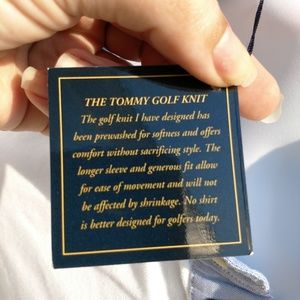 THE TOMMY GOLF KNIT
The golf knit I have designed has
been prewashed for softness and offers
comfort without sacrificing style. The
longer sleeve and generous fit allow
for ease of movement and will not
be affected by shrinkage. No shirt
is better designed for golfers today.